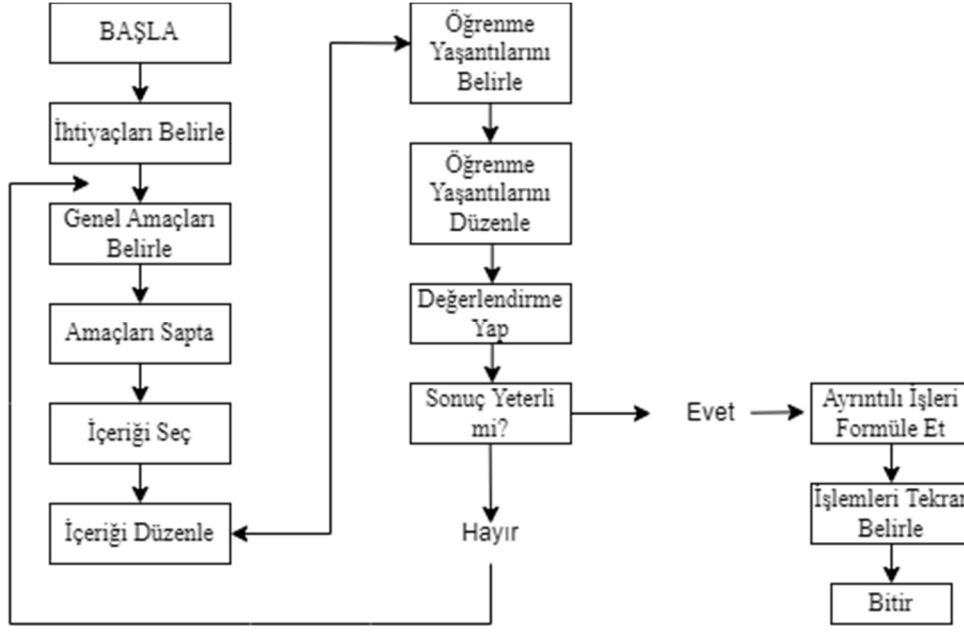 BAŞLA
İhtiyaçları Belirle
Genel Amaçları
Belirle
Amaçları Sapta
İçeriği Seç
İçeriği Düzenle
Öğrenme
Yaşantılarını
Belirle
Öğrenme
Yaşantılarını
Düzenle
Değerlendirme
Yap
Sonuç Yeterli
mi?
Hayır
Evet
Ayrıntılı İşleri
Formüle Et
İşlemleri Tekrar
Belirle
Bitir